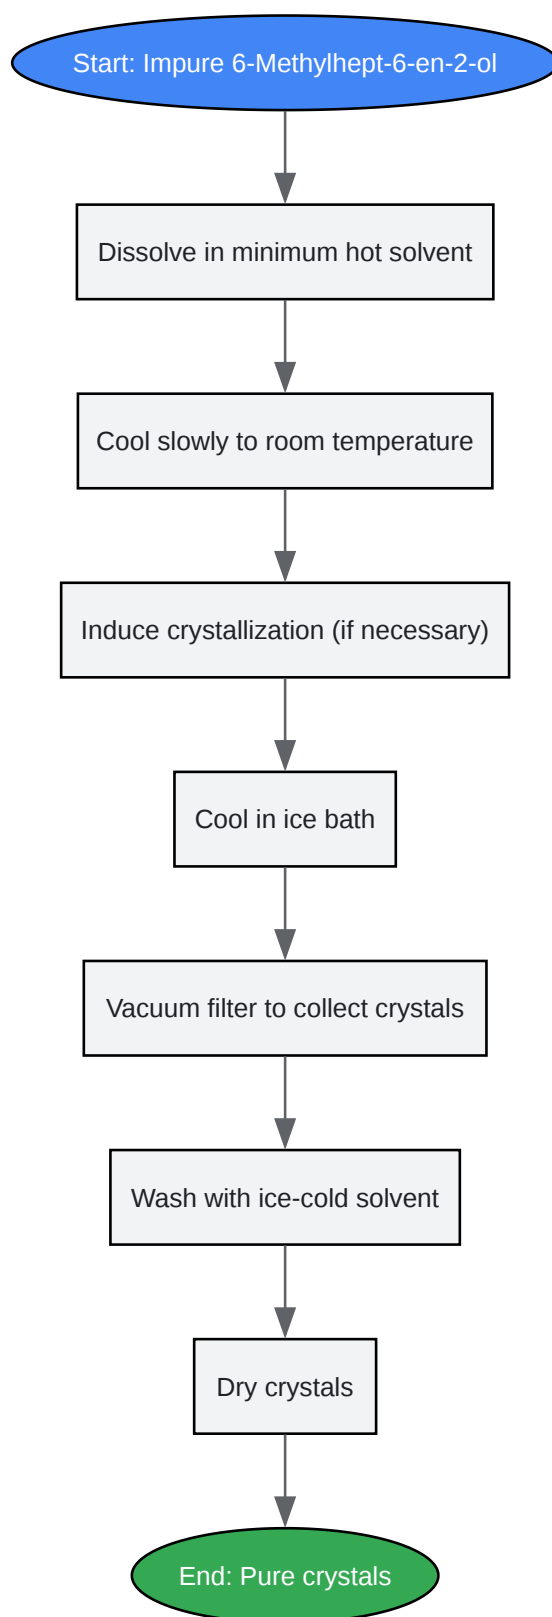 Start: Impure 6-Methylhept-6-en-2-ol
Dissolve in minimum hot solvent
Cool slowly to room temperature
Induce crystallization (if necessary)
Cool in ice bath
Vacuum filter to collect crystals
Wash with ice-cold solvent
Dry crystals
End: Pure crystals